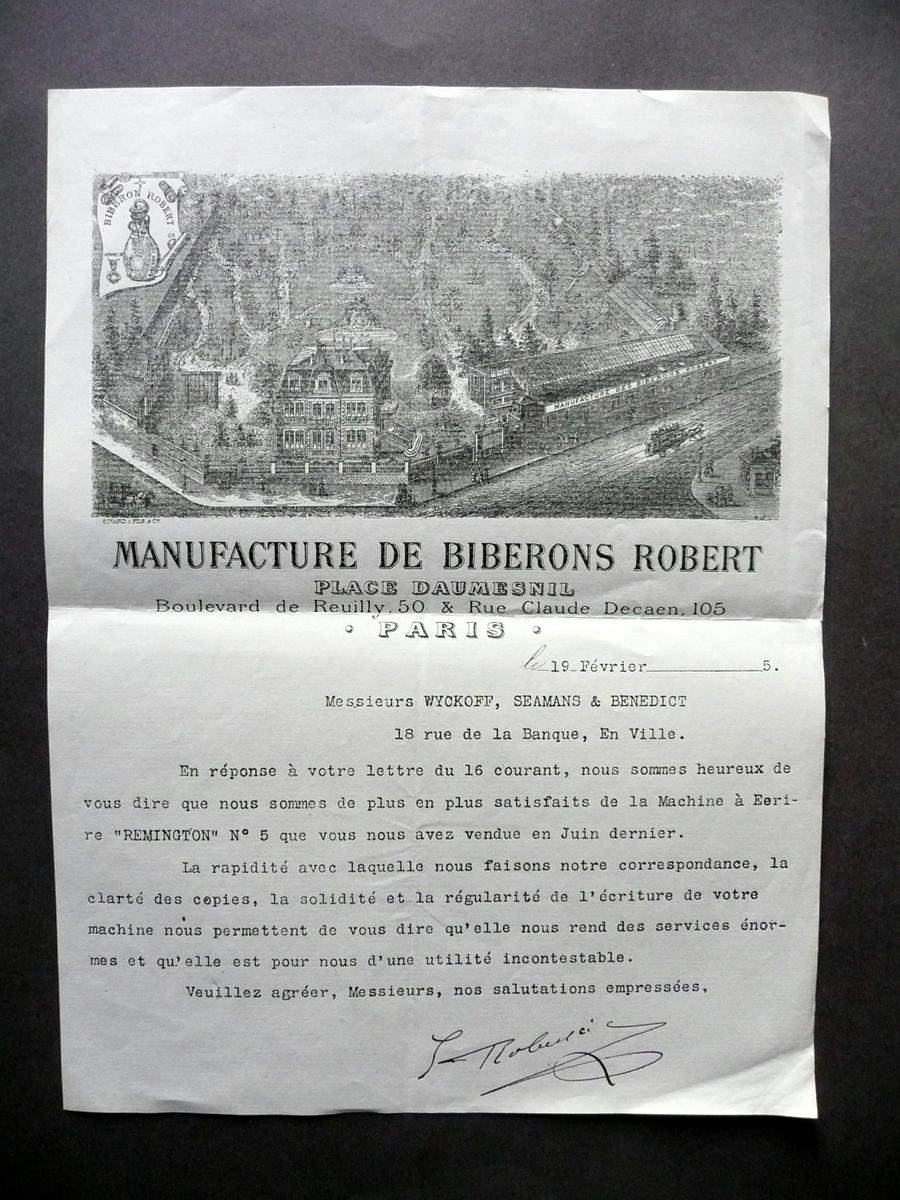 BIBERON ROBERT
MANUFACTURE DES BIBERONS ROBERT
GIRARD & FILS & Cie
MANUFACTURE DE BIBERONS ROBERT
PLACE DAUMESNIL
Boulevard de Reuilly, 50 & Rue Claude Decaen, 105
• PARIS •
le 19 Février 5.
Messieurs WYCKOFF, SEAMANS & BENEDICT
18 rue de la Banque, En Ville.
En réponse à votre lettre du 16 courant, nous sommes heureux de
vous dire que nous sommes de plus en plus satisfaits de la Machine à Ecri-
re "REMINGTON" N° 5 que vous nous avez vendue en Juin dernier.
La rapidité avec laquelle nous faisons notre correspondance, la
clarté des copies, la solidité et la régularité de l'écriture de votre
machine nous permettent de vous dire qu'elle nous rend des services énor-
mes et qu'elle est pour nous d'une utilité incontestable.
Veuillez agréer, Messieurs, nos salutations empressées,